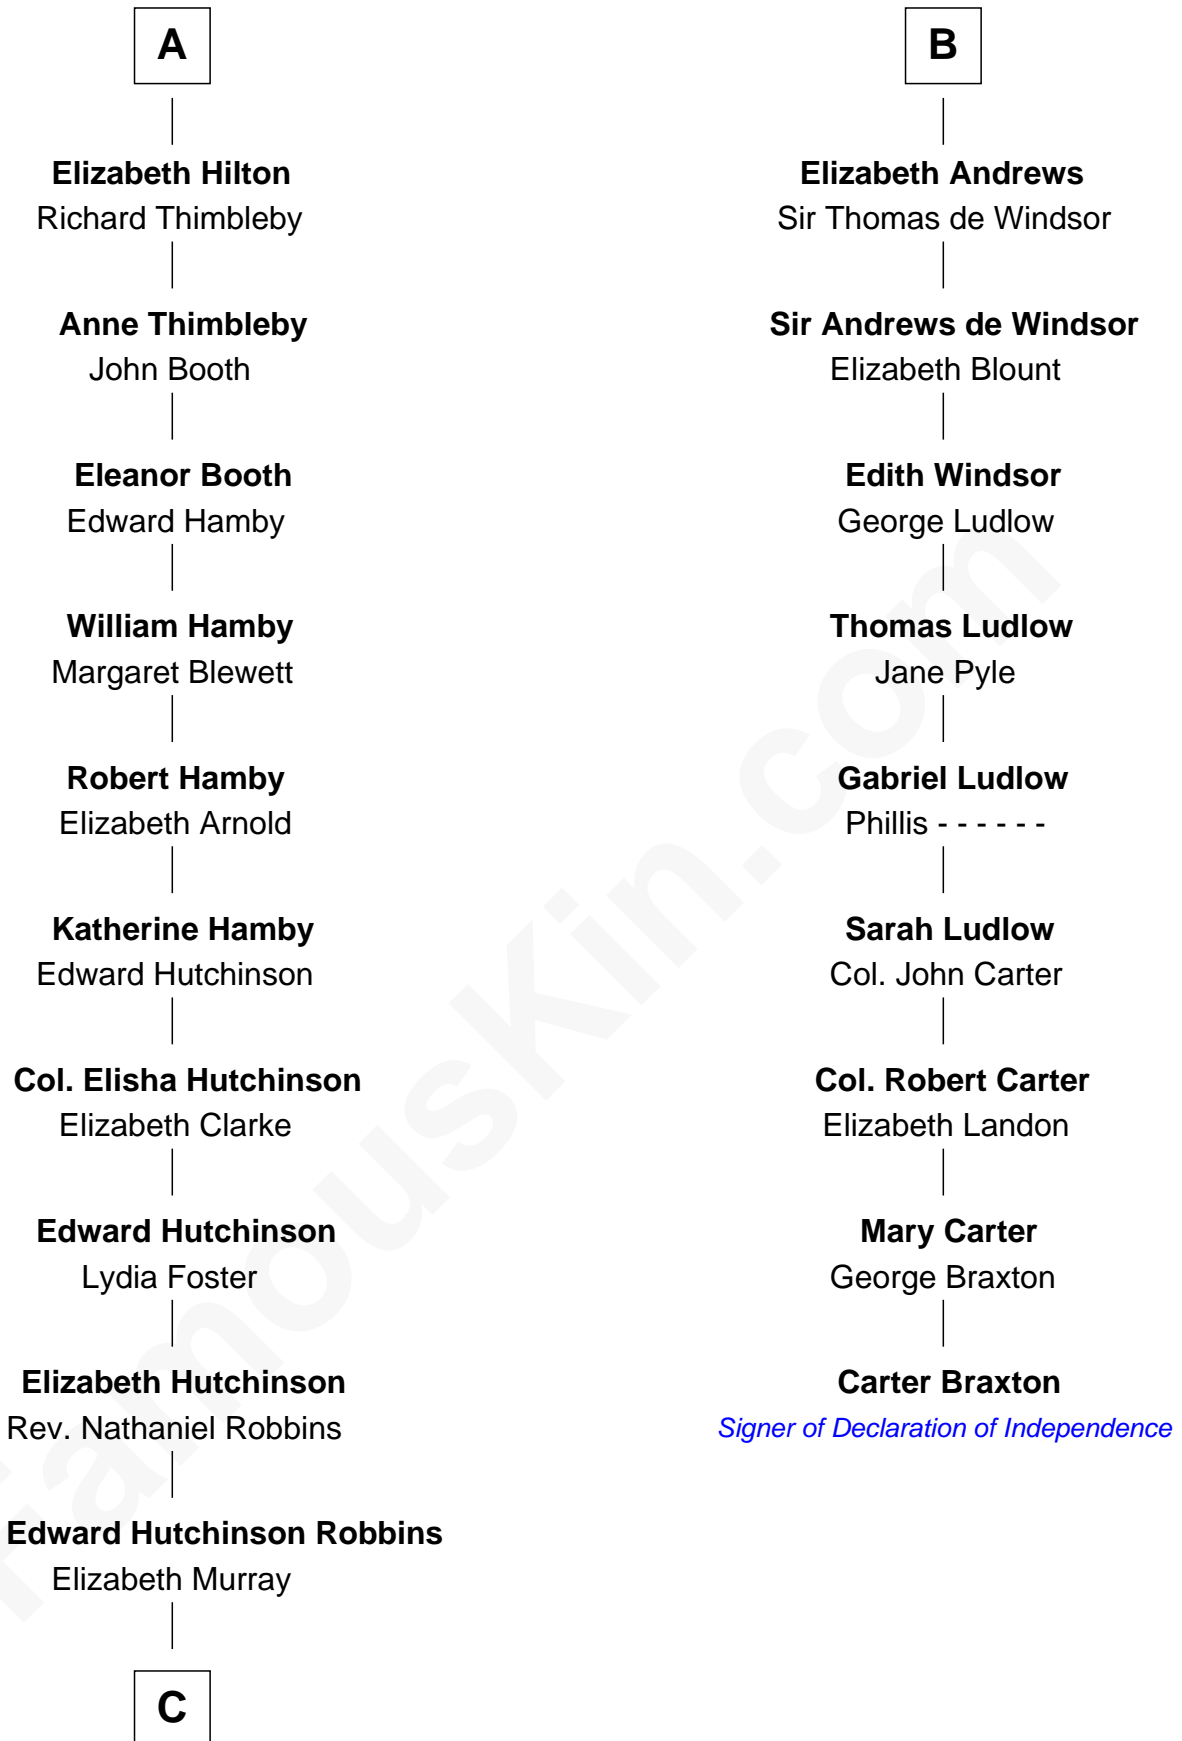 A
Elizabeth Hilton
Richard Thimbleby
Anne Thimbleby
John Booth
Eleanor Booth
Edward Hamby
William Hamby
Margaret Blewett
Robert Hamby
Elizabeth Arnold
Katherine Hamby
Edward Hutchinson
Col. Elisha Hutchinson
Elizabeth Clarke
Edward Hutchinson
Lydia Foster
Elizabeth Hutchinson
Rev. Nathaniel Robbins
Edward Hutchinson Robbins
Elizabeth Murray
C
B
Elizabeth Andrews
Sir Thomas de Windsor
Sir Andrews de Windsor
Elizabeth Blount
Edith Windsor
George Ludlow
Thomas Ludlow
Jane Pyle
Gabriel Ludlow
Phillis - - - - - -
Sarah Ludlow
Col. John Carter
Col. Robert Carter
Elizabeth Landon
Mary Carter
George Braxton
Carter Braxton
Signer of Declaration of Independence
FamousKin.com